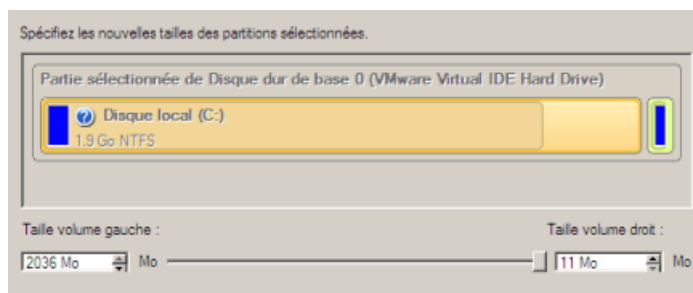 Spécifiez les nouvelles tailles des partitions sélectionnées.
Partie sélectionnée de Disque dur de base 0 (VMware Virtual IDE Hard Drive)
Disque local (C:)
1.9 Go NTFS
Taille volume gauche : Taille volume droit :
2036 Mo Mo 11 Mo Mo